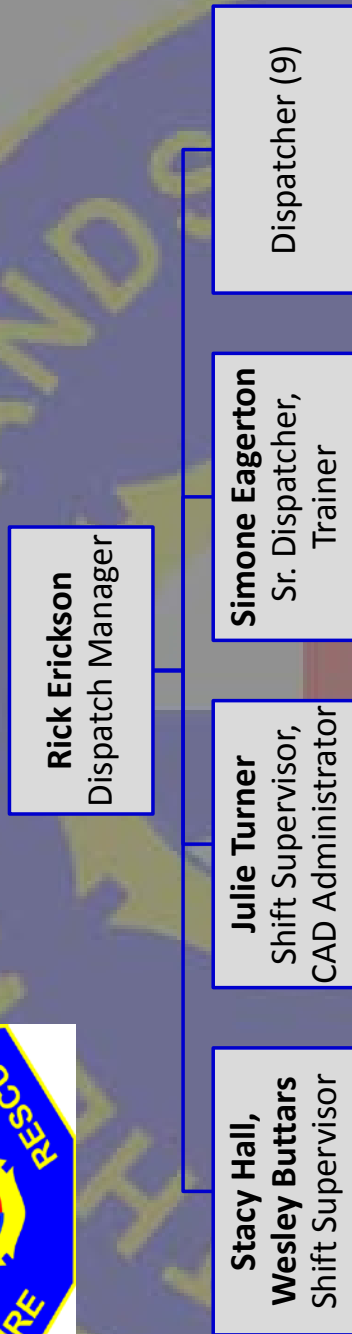 Rick Erickson
Dispatch Manager
Stacy Hall,
Wesley Buttars
Shift Supervisor
Julie Turner
Shift Supervisor,
CAD Administrator
Simone Eagerton
Sr. Dispatcher,
Trainer
Dispatcher (9)